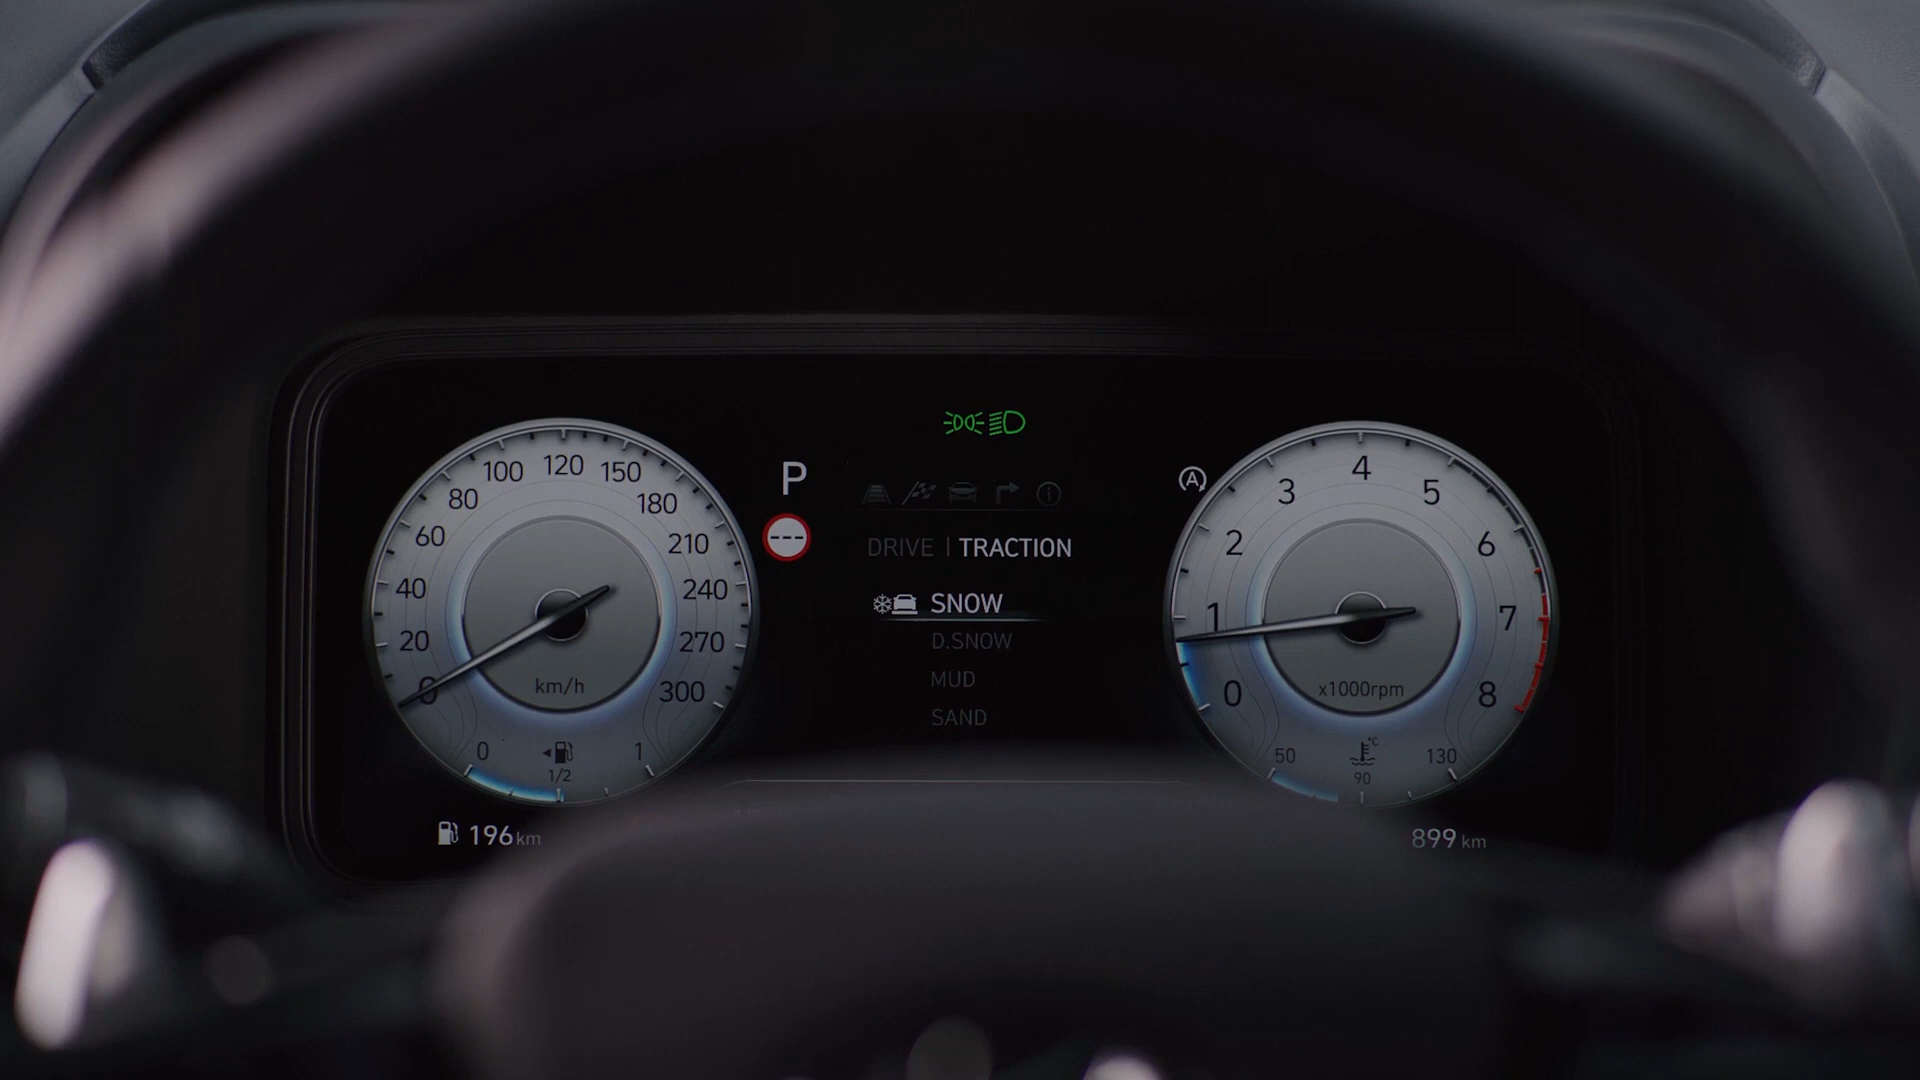 P
DRIVE | TRACTION
SNOW
D.SNOW
MUD
SAND
0 20 40 60 80 100 120 150 180 210 240 270 300
km/h
0 1/2 1
196 km
A
0 1 2 3 4 5 6 7 8
x1000rpm
°C
50 90 130
899 km